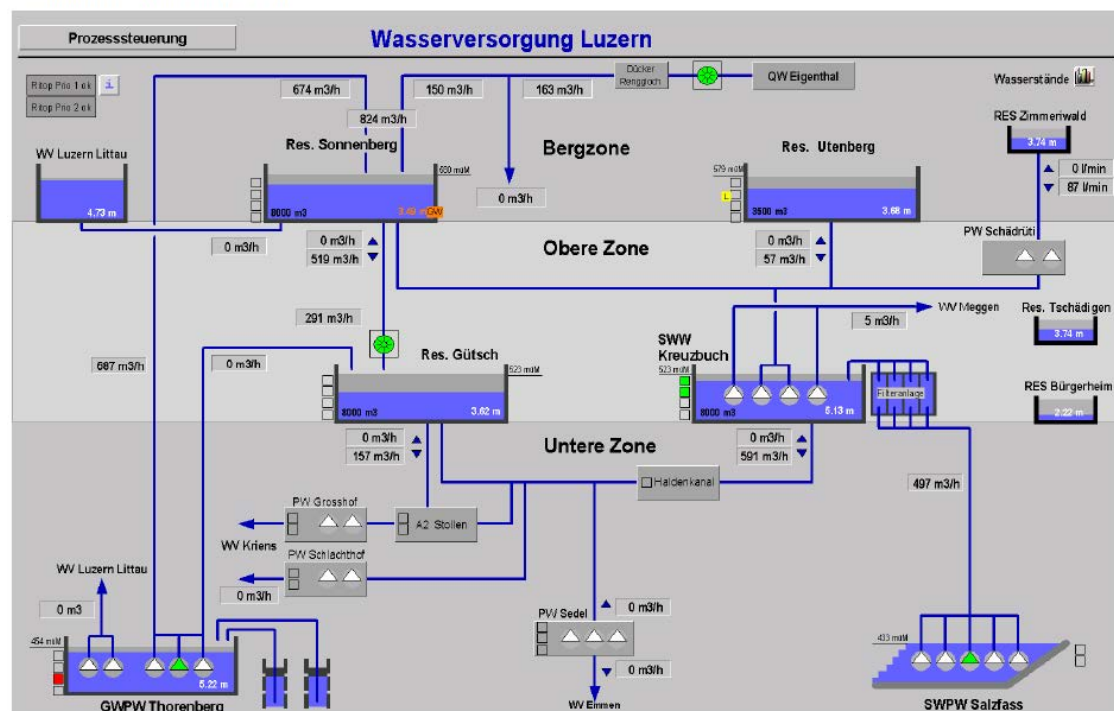 Prozesssteuerung
Wasserversorgung Luzern
Ritop Prio 1 ok
i
Ritop Prio 2 ok
674 m3/h
150 m3/h
163 m3/h
Dücker
Renggloch
QW Eigenthal
Wasserstände
824 m3/h
RES Zimmeriwald
3.74 m
WV Luzern Littau
Res. Sonnenberg
Bergzone
Res. Utenberg
0 l/min
87 l/min
4.73 m
8000 m3
GW
0 m3/h
L
3500 m3
3.68 m
PW Schädrüti
0 m3/h
0 m3/h
519 m3/h
Obere Zone
0 m3/h
57 m3/h
291 m3/h
WV Meggen
5 m3/h
Res. Tschädigen
3.74 m
687 m3/h
0 m3/h
Res. Gütsch
523 müM
SWW
Kreuzbuch
523 müM
8000 m3
3.62 m
8000 m3
5.13 m
Filteranlage
RES Bürgerheim
2.22 m
0 m3/h
157 m3/h
Untere Zone
0 m3/h
591 m3/h
Haldenkanal
497 m3/h
PW Grosshof
A2 Stollen
WV Kriens
PW Schlachthof
WV Luzern Littau
0 m3/h
0 m3
PW Sedel
0 m3/h
454 müM
433 müM
5.22 m
0 m3/h
GWPW Thorenberg
WV Emmen
SWPW Salzfass